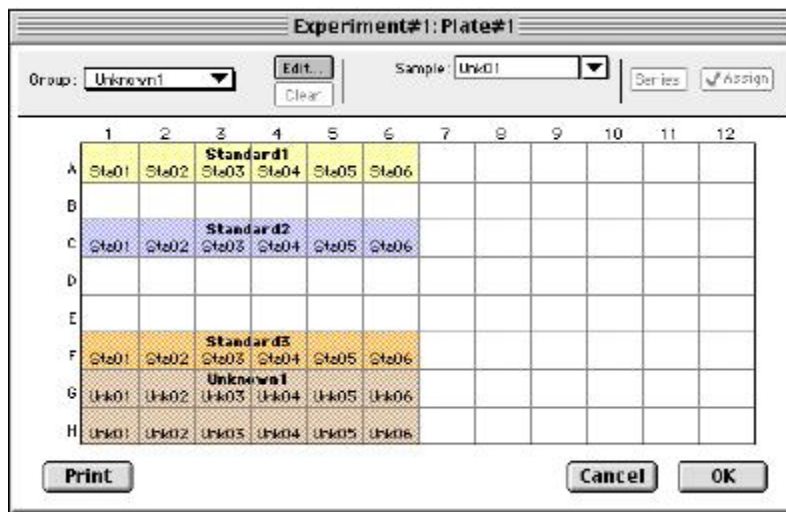 Experiment#1: Plate#1
Group: Unknown1 Edit... Sample: Unk01 Series Assign
Clear
1 2 3 4 5 6 7 8 9 10 11 12
Standard1
A Sta01 Sta02 Sta03 Sta04 Sta05 Sta06
B
Standard2
C Sta01 Sta02 Sta03 Sta04 Sta05 Sta06
D
E
Standard3
F Sta01 Sta02 Sta03 Sta04 Sta05 Sta06
Unknown1
G Unk01 Unk02 Unk03 Unk04 Unk05 Unk06
H Unk01 Unk02 Unk03 Unk04 Unk05 Unk06
Print Cancel OK